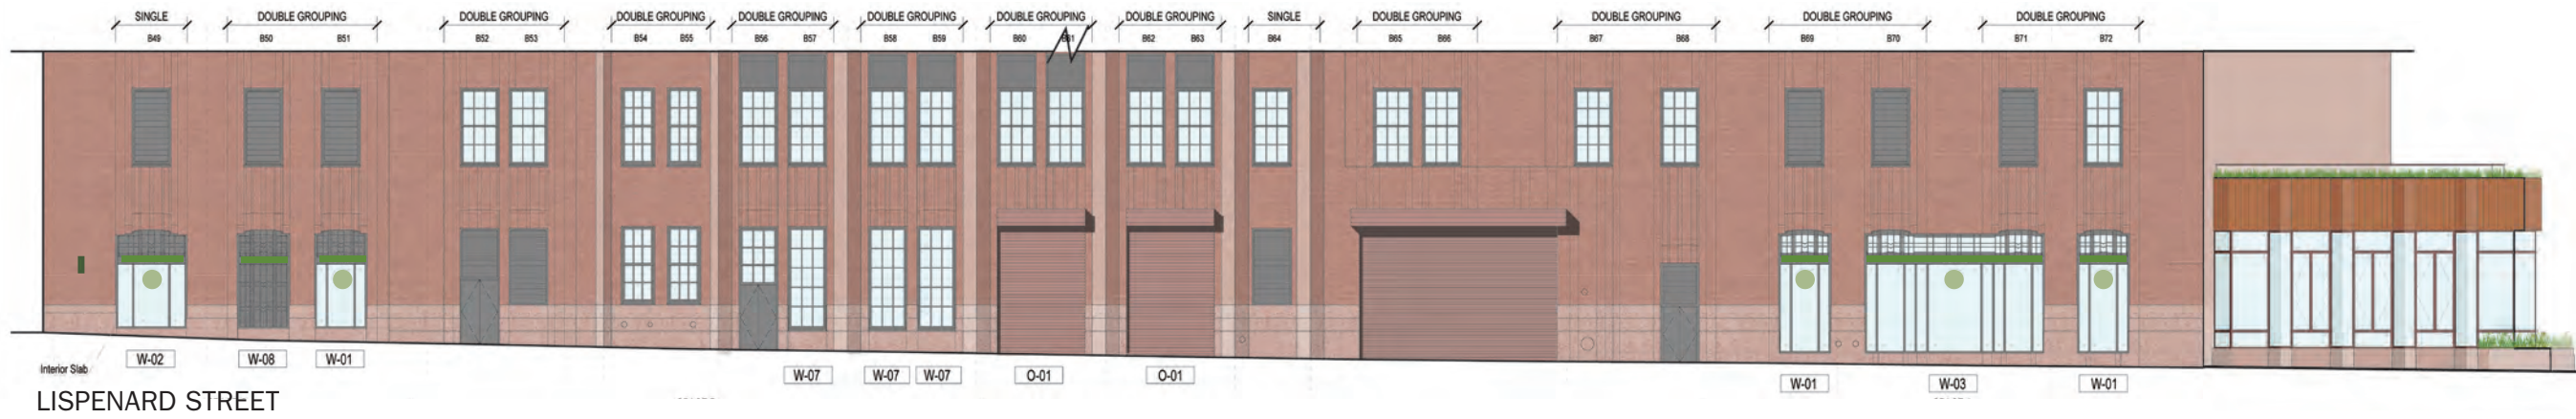 SINGLE DOUBLE GROUPING DOUBLE GROUPING DOUBLE GROUPING DOUBLE GROUPING DOUBLE GROUPING DOUBLE GROUPING DOUBLE GROUPING SINGLE DOUBLE GROUPING DOUBLE GROUPING DOUBLE GROUPING DOUBLE GROUPING
B49 B50 B51 B52 B53 B54 B55 B56 B57 B58 B59 B60 B61 B62 B63 B64 B65 B66 B67 B68 B69 B70 B71 B72
W-02 W-08 W-01
Interior Slab
W-07 W-07 W-07 O-01 O-01
W-01 W-03 W-01
LISPENARD STREET